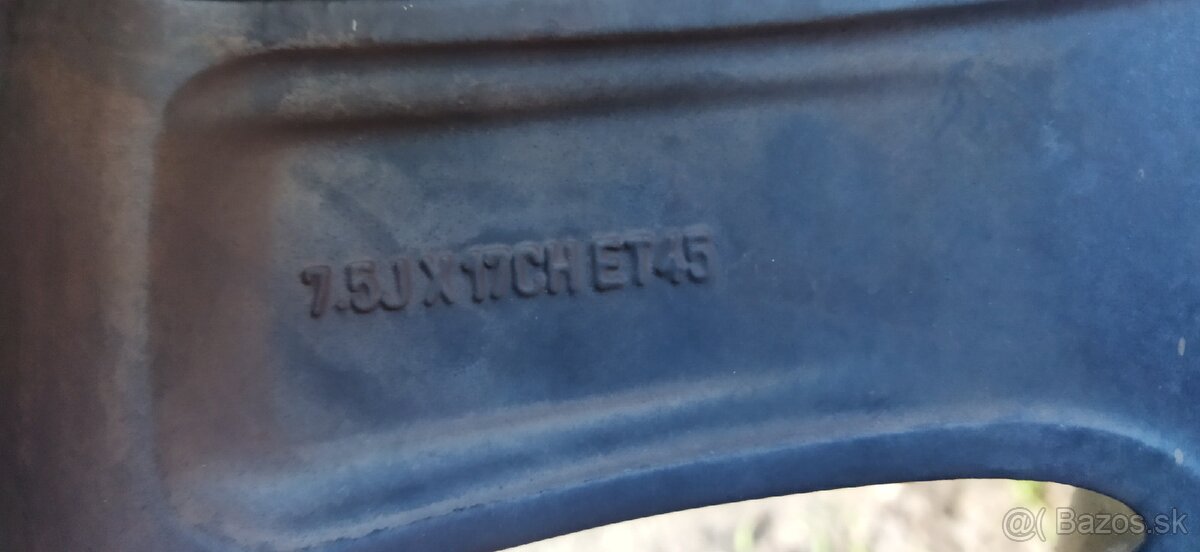 7.5J X 17CH ET45
@( Bazos.sk